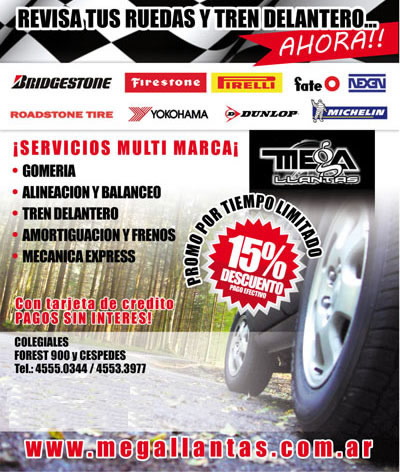 REVISA TUS RUEDAS Y TREN DELANTERO...
AHORA!!
BRIDGESTONE
Firestone
PIRELLI
fate
NEXEN
ROADSTONE TIRE
YOKOHAMA
DUNLOP
MICHELIN
¡SERVICIOS MULTI MARCA¡
• GOMERIA
• ALINEACION Y BALANCEO
• TREN DELANTERO
• AMORTIGUACION Y FRENOS
• MECANICA EXPRESS
MEGA
LLANTAS
PROMO POR TIEMPO LIMITADO
15%
DESCUENTO
PAGO EFECTIVO
Con tarjeta de credito
PAGOS SIN INTERES!
COLEGIALES
FOREST 900 y CESPEDES
Tel.: 4555.0344 / 4553.3977
www.megallantas.com.ar